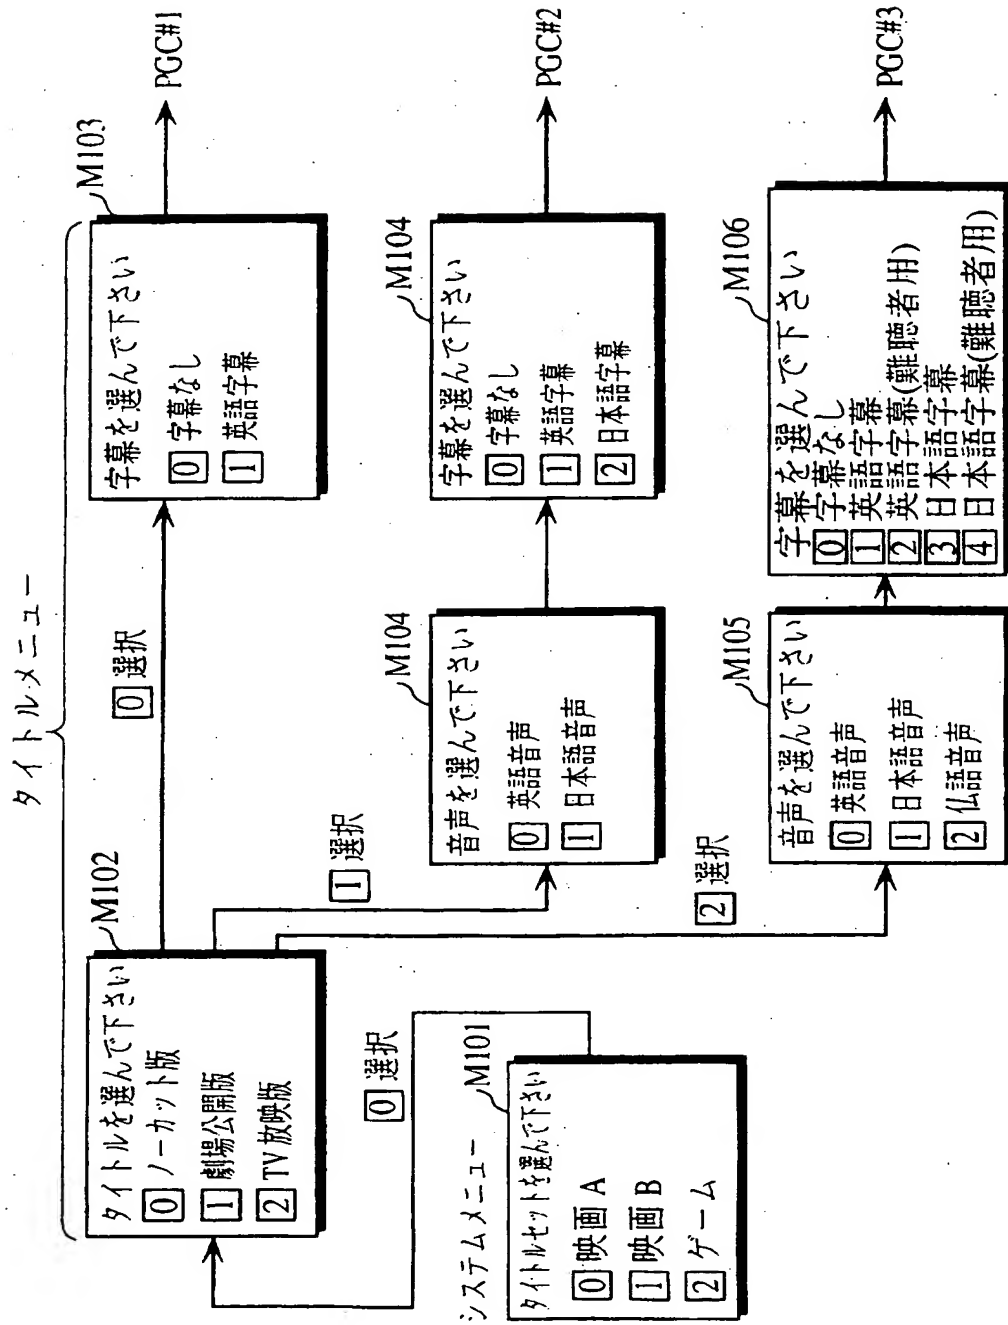 タイトルメニュー
M102
タイトルを選んで下さい
0 ノーカット版
1 劇場公開版
2 TV放映版
0 選択
1 選択
2 選択
M103
字幕を選んで下さい
0 字幕なし
1 英語字幕
PGC#1
M104
音声を選んで下さい
0 英語音声
1 日本語音声
M104
字幕を選んで下さい
0 字幕なし
1 英語字幕
2 日本語字幕
PGC#2
M105
音声を選んで下さい
0 英語音声
1 日本語音声
2 仏語音声
M106
字幕を選んで下さい
0 字幕なし
1 英語字幕
2 英語字幕(難聴者用)
3 日本語字幕
4 日本語字幕(難聴者用)
PGC#3
システムメニュー
M101
タイトルセットを選んで下さい
0 映画 A
1 映画 B
2 ゲーム
0 選択